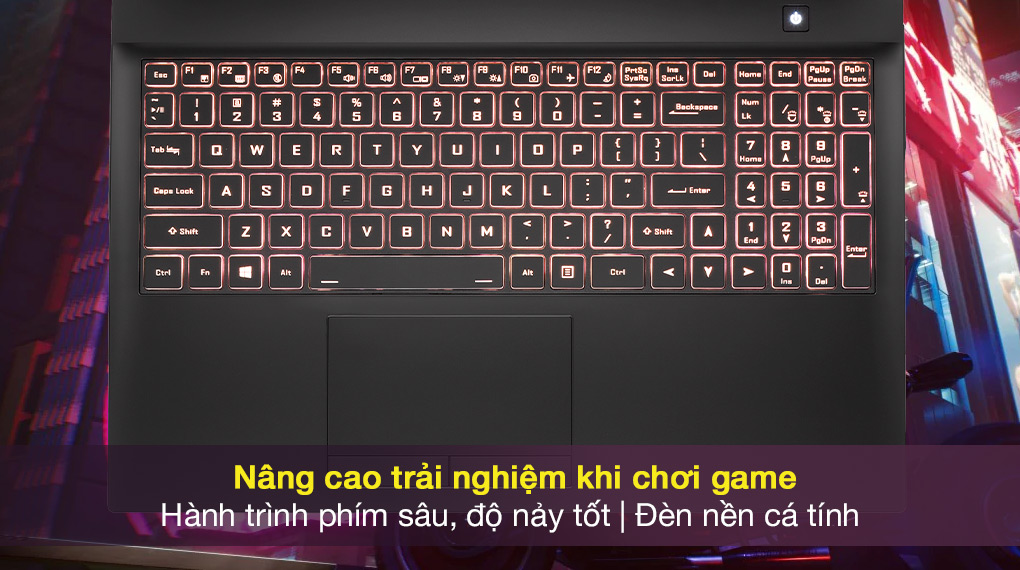 Esc F1 F2 F3 F4 F5 F6 F7 F8 F9 F10 F11 F12 PrtSc SysRq Ins ScrLk Del Home End PgUp Pause PgDn Break
~ ! 1 2 # 3 $ 4 % 5 ^ 6 & 7 * 8 ( 9 ) 0 - + = Backspace Num Lk / * -
Tab Q W E R T Y U I O P { [ } ] | \ 7 Home 8 9 PgUp +
Caps Lock A S D F G H J K L : ; " ' Enter 4 5 6
Shift Z X C V B N M < , > . ? / Shift 1 End 2 3 PgDn Enter
Ctrl Fn Alt Alt Ctrl 0 Ins . Del
Nâng cao trải nghiệm khi chơi game
Hành trình phím sâu, độ nảy tốt | Đèn nền cá tính